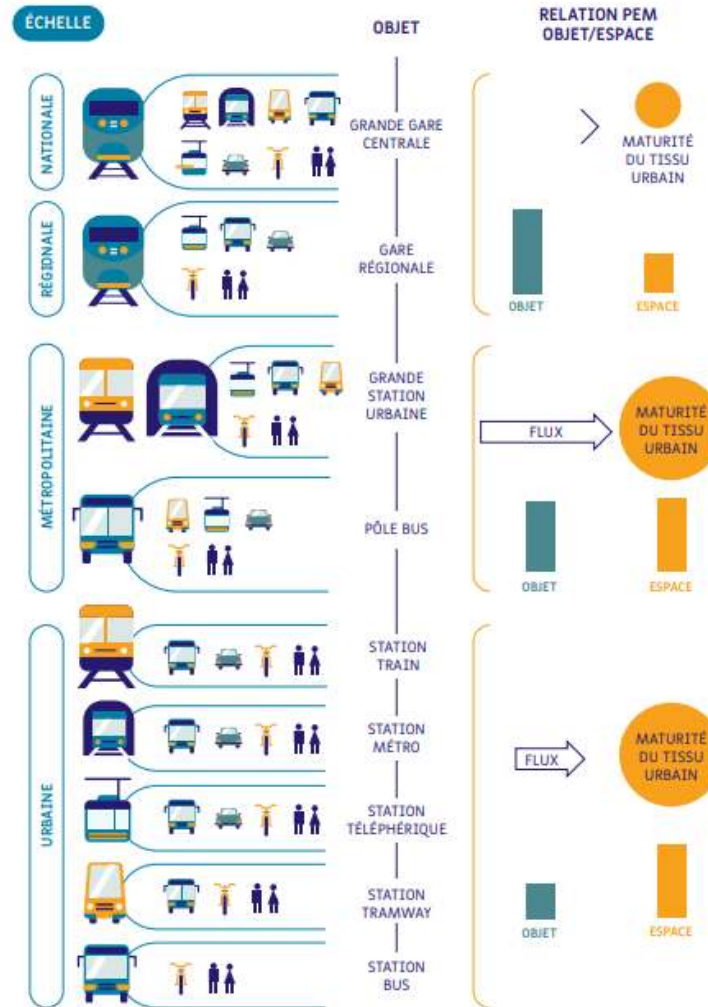 ÉCHELLE
OBJET
RELATION PEM
OBJET/ESPACE
NATIONALE
GRANDE GARE
CENTRALE
MATURITÉ
DU TISSU
URBAIN
RÉGIONALE
GARE
RÉGIONALE
OBJET
ESPACE
MÉTROPOLITAINE
GRANDE
STATION
URBAINE
FLUX
MATURITÉ
DU TISSU
URBAIN
PÔLE BUS
OBJET
ESPACE
URBAINE
STATION
TRAIN
STATION
MÉTRO
FLUX
MATURITÉ
DU TISSU
URBAIN
STATION
TÉLÉPHÉRIQUE
STATION
TRAMWAY
OBJET
ESPACE
STATION
BUS